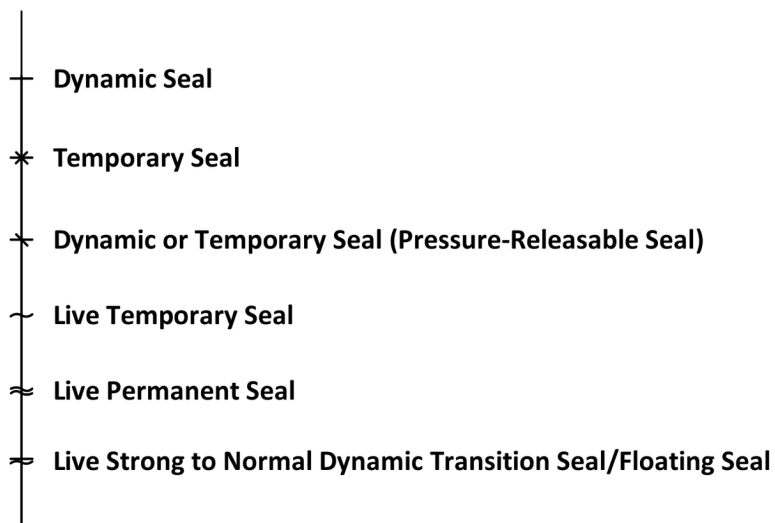 Dynamic Seal
Temporary Seal
Dynamic or Temporary Seal (Pressure-Releasable Seal)
Live Temporary Seal
Live Permanent Seal
Live Strong to Normal Dynamic Transition Seal/Floating Seal